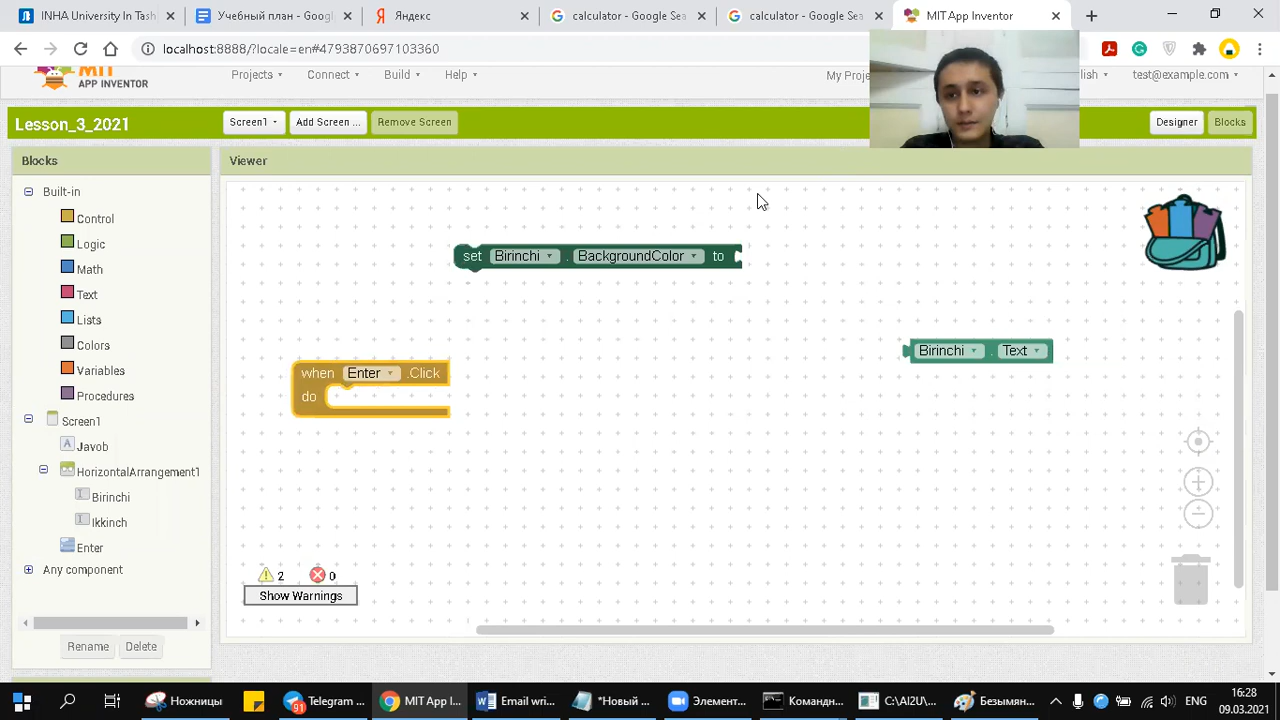 INHA University In Tash
Учебный план - Googl
Яндекс
calculator - Google Sea
calculator - Google Sea
MIT App Inventor
localhost:8888/?locale=en#4793870697103360
MIT
APP INVENTOR
Projects
Connect
Build
Help
My Proje
lish
test@example.com
Lesson_3_2021
Screen1
Add Screen ...
Remove Screen
Designer
Blocks
Blocks
Viewer
Built-in
Control
Logic
Math
Text
Lists
Colors
Variables
Procedures
Screen1
Javob
HorizontalArrangement1
Birinchi
Ikkinch
Enter
Any component
Rename
Delete
set Birinchi . BackgroundColor to
Birinchi . Text
when Enter .Click
do
2
0
Show Warnings
Ножницы
Telegram ...
91
MIT App I...
Email wri...
*Новый ...
Элемент...
Командн...
C:\AI2U\...
Безымян...
ENG
16:28
09.03.2021